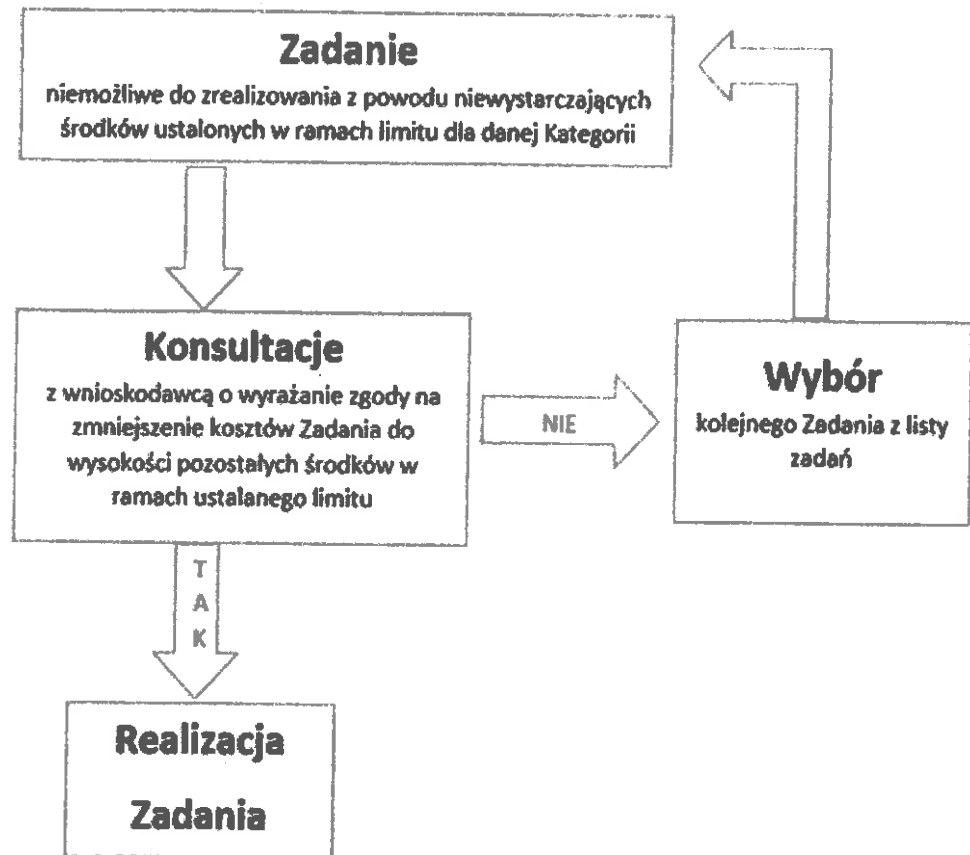 Zadanie
niemożliwe do zrealizowania z powodu niewystarczających
środków ustalonych w ramach limitu dla danej Kategorii
Konsultacje
z wnioskodawcą o wyrażanie zgody na
zmniejszenie kosztów Zadania do
wysokości pozostałych środków w
ramach ustalanego limitu
NIE
Wybór
kolejnego Zadania z listy
zadań
T
A
K
Realizacja
Zadania